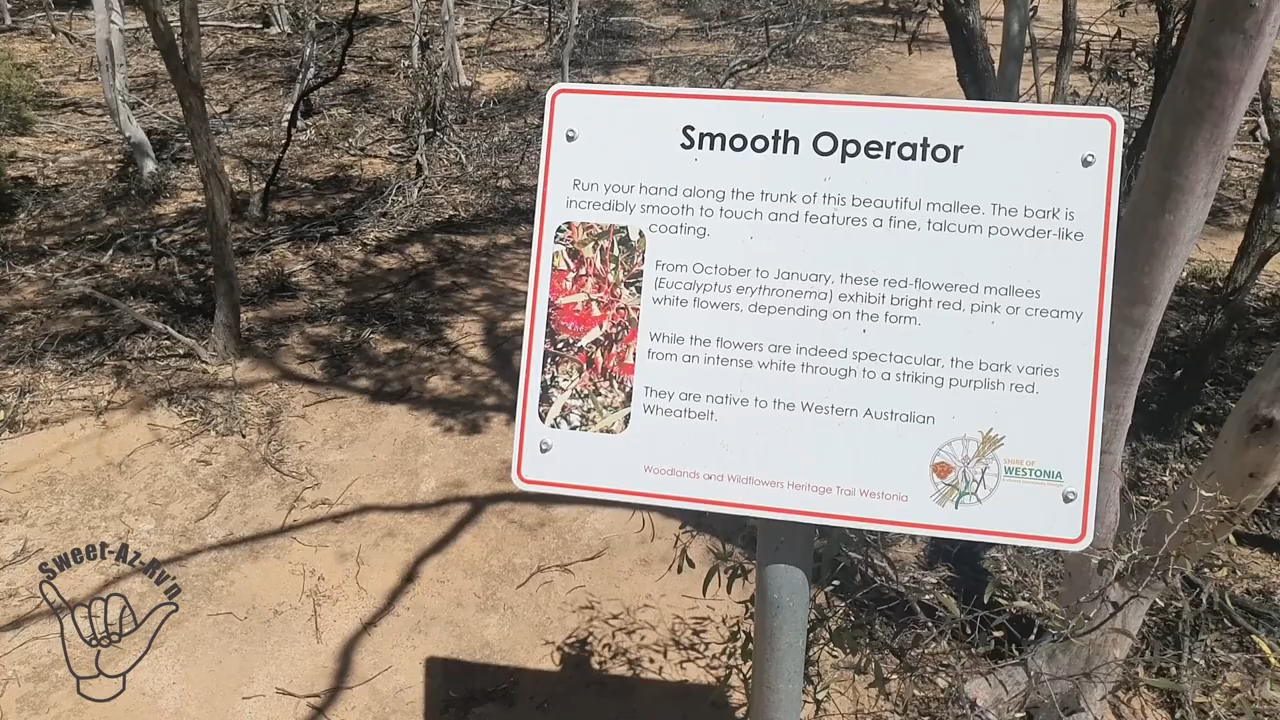 Smooth Operator
Run your hand along the trunk of this beautiful mallee. The bark is
incredibly smooth to touch and features a fine, talcum powder-like
coating.
From October to January, these red-flowered mallees
(Eucalyptus erythronema) exhibit bright red, pink or creamy
white flowers, depending on the form.
While the flowers are indeed spectacular, the bark varies
from an intense white through to a striking purplish red.
They are native to the Western Australian
Wheatbelt.
Woodlands and Wildflowers Heritage Trail Westonia
SHIRE OF
WESTONIA
Sweer-Az-Rv'n